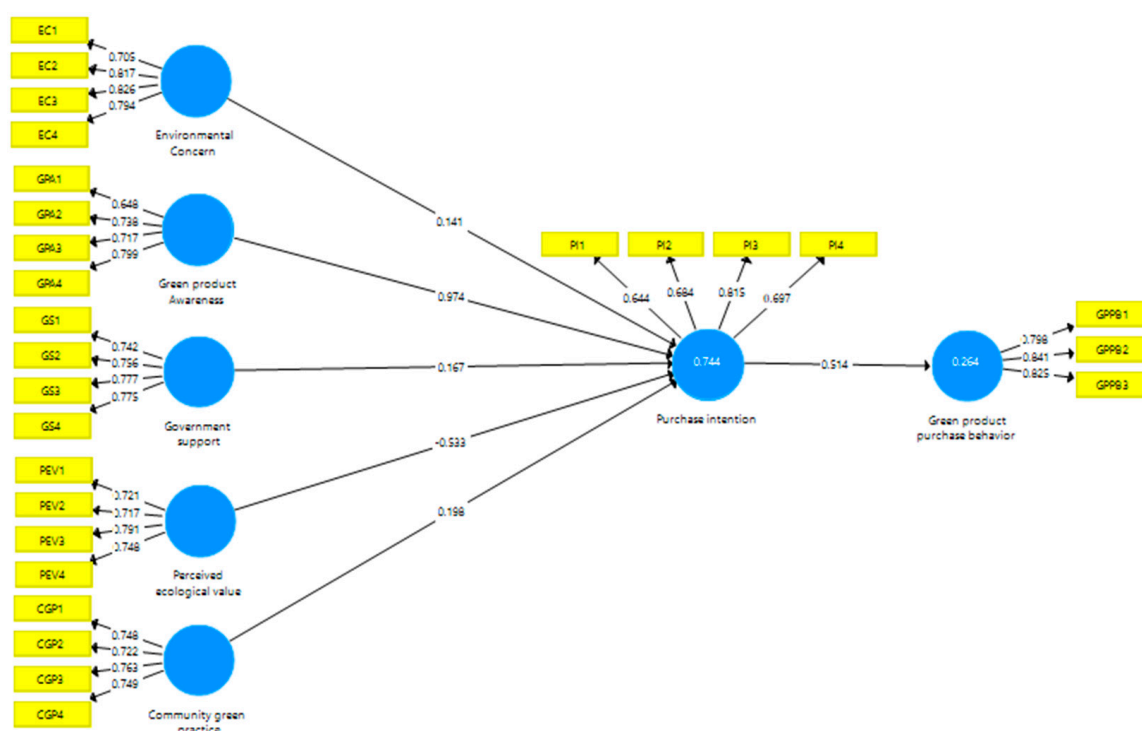 EC1
0.705
EC2
0.817
EC3
0.826
EC4
0.794
Environmental
Concern
GPA1
0.648
GPA2
0.738
GPA3
0.717
GPA4
0.799
Green product
Awareness
GS1
0.742
GS2
0.756
GS3
0.777
GS4
0.775
Government
support
PEV1
0.721
PEV2
0.717
PEV3
0.791
PEV4
0.748
Perceived
ecological value
CGP1
0.748
CGP2
0.722
CGP3
0.763
CGP4
0.749
Community green
practice
0.141
0.974
0.167
-0.533
0.198
PI1
PI2
PI3
PI4
0.644
0.684
0.815
0.697
0.744
Purchase intention
0.514
0.264
Green product
purchase behavior
GPPB1
0.798
GPPB2
0.841
GPPB3
0.825